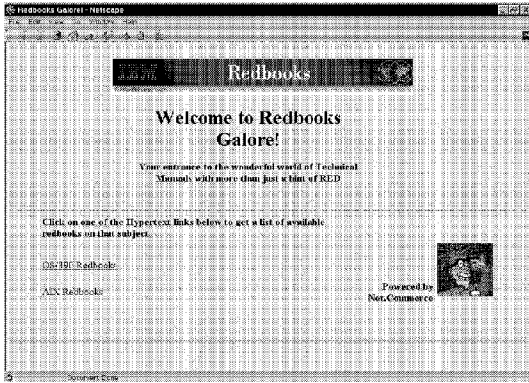 Redbooks Galore! - Netscape
File Edit View Go Window Help
IBM Redbooks
Welcome to Redbooks
Galore!
Your entrance to the wonderful world of Technical
Manuals with more than just a hint of RED
Click on one of the Hypertext links below to get a list of available
redbooks on that subject.
OS/390 Redbooks
AIX Redbooks
Powered by
Net.Commerce
Document: Done